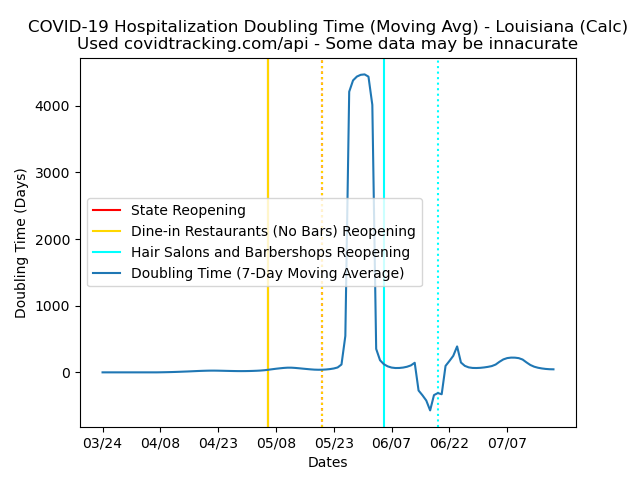 COVID-19 Hospitalization Doubling Time (Moving Avg) - Louisiana (Calc)
Used covidtracking.com/api - Some data may be innacurate
Doubling Time (Days)
4000
3000
2000
1000
0
State Reopening
Dine-in Restaurants (No Bars) Reopening
Hair Salons and Barbershops Reopening
Doubling Time (7-Day Moving Average)
03/24 04/08 04/23 05/08 05/23 06/07 06/22 07/07
Dates